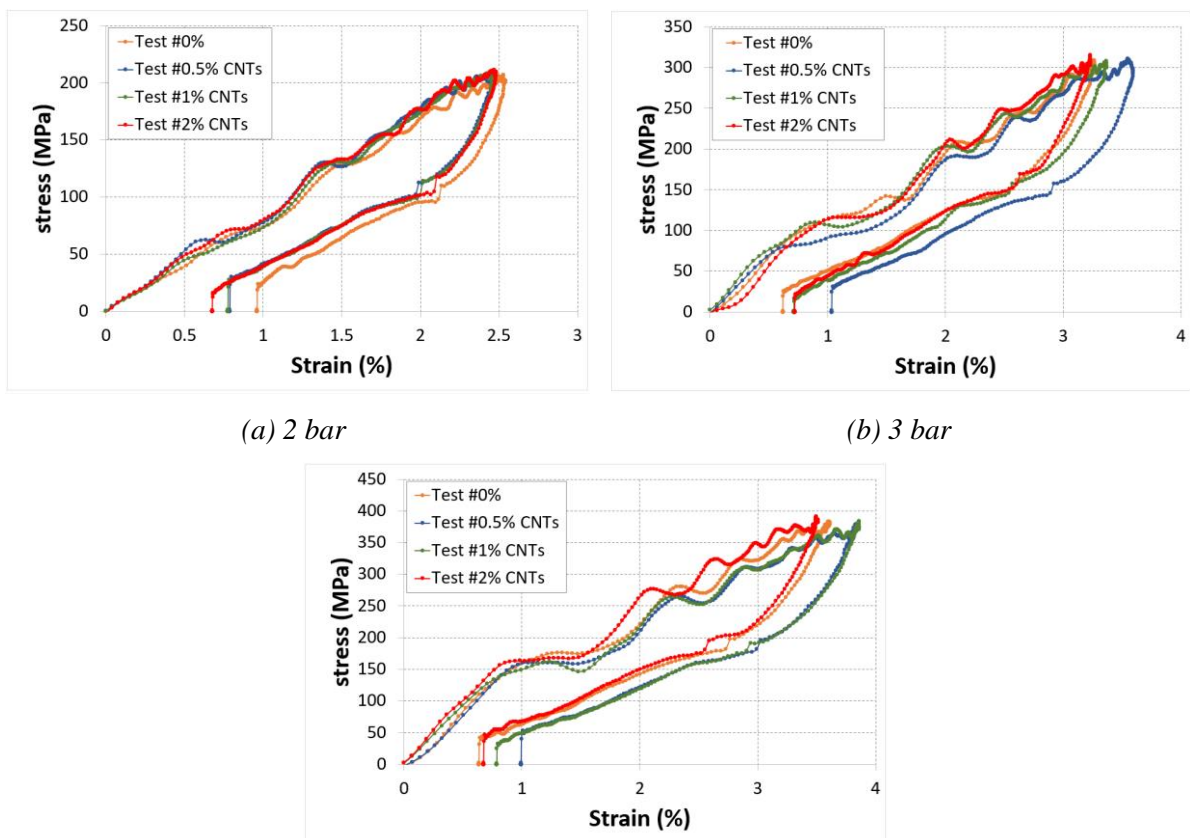 250
200
150
100
50
0
stress (MPa)
Test #0%
Test #0.5% CNTs
Test #1% CNTs
Test #2% CNTs
0 0.5 1 1.5 2 2.5 3
Strain (%)
(a) 2 bar
350
300
250
200
150
100
50
0
stress (MPa)
Test #0%
Test #0.5% CNTs
Test #1% CNTs
Test #2% CNTs
0 1 2 3 4
Strain (%)
(b) 3 bar
450
400
350
300
250
200
150
100
50
0
stress (MPa)
Test #0%
Test #0.5% CNTs
Test #1% CNTs
Test #2% CNTs
0 1 2 3 4
Strain (%)